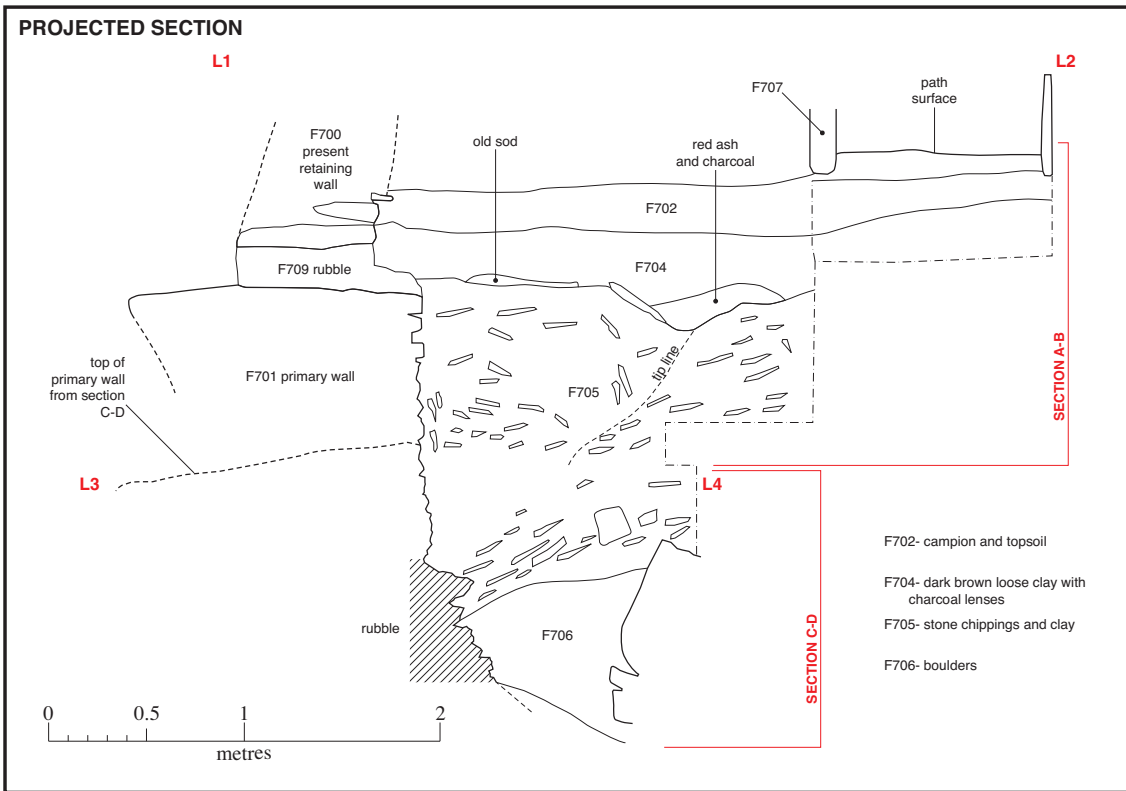 PROJECTED SECTION
L1
L2
F707
path
surface
F700
present
retaining
wall
old sod
red ash
and charcoal
F702
F704
F709 rubble
F701 primary wall
F705
tip line
top of
primary wall
from section
C-D
L3
L4
SECTION A-B
rubble
F706
SECTION C-D
F702- campion and topsoil
F704- dark brown loose clay with
charcoal lenses
F705- stone chippings and clay
F706- boulders
0 0.5 1 2
metres